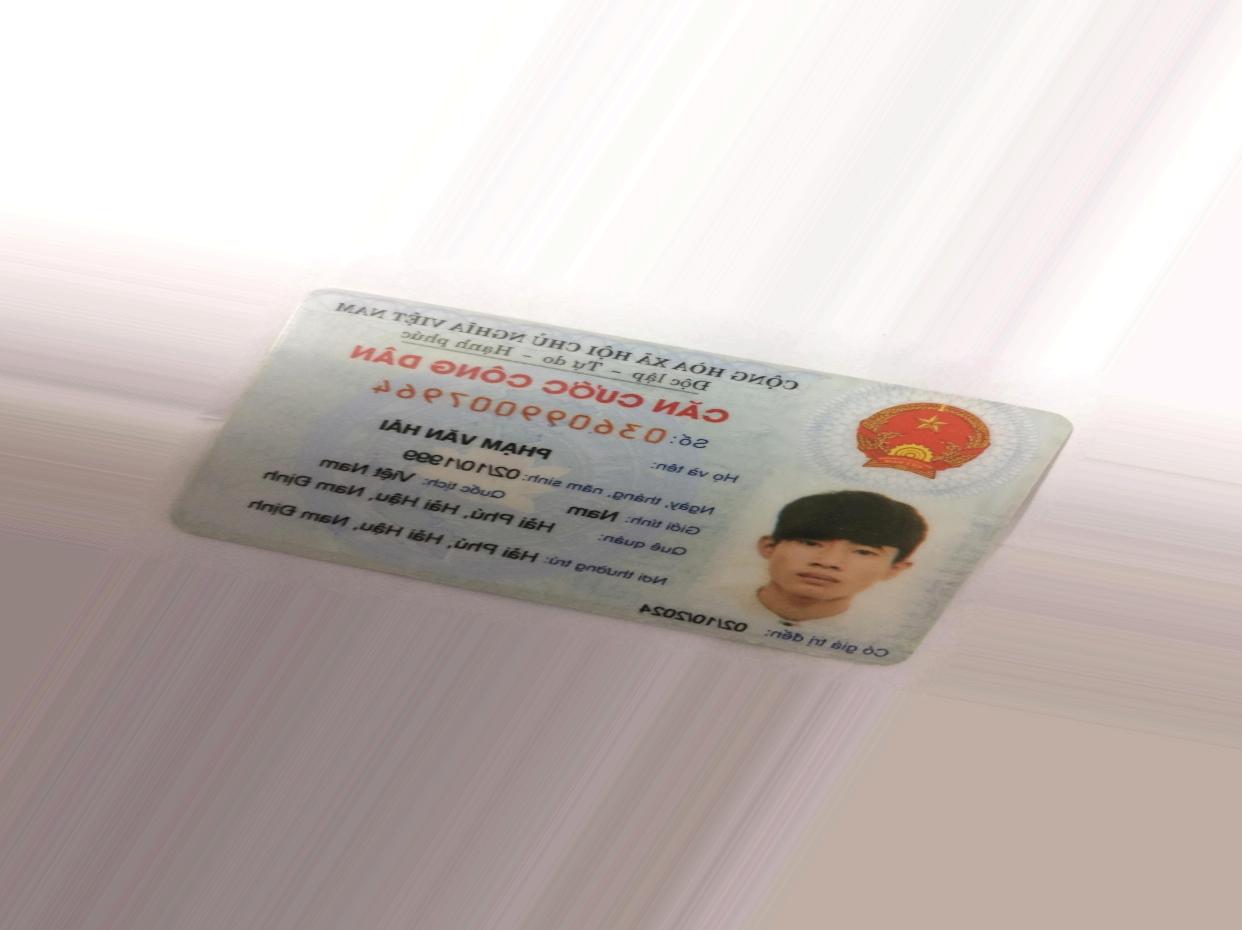 CỘNG HÒA XÃ HỘI CHỦ NGHĨA VIỆT NAM
Độc lập - Tự do - Hạnh phúc
CĂN CƯỚC CÔNG DÂN
Số: 036099007964
Họ và tên: PHẠM VĂN HẢI
Ngày, tháng, năm sinh: 02/10/1999
Giới tính: Nam Quốc tịch: Việt Nam
Quê quán: Hải Phú, Hải Hậu, Nam Định
Nơi thường trú: Hải Phú, Hải Hậu, Nam Định
Có giá trị đến: 02/10/2024